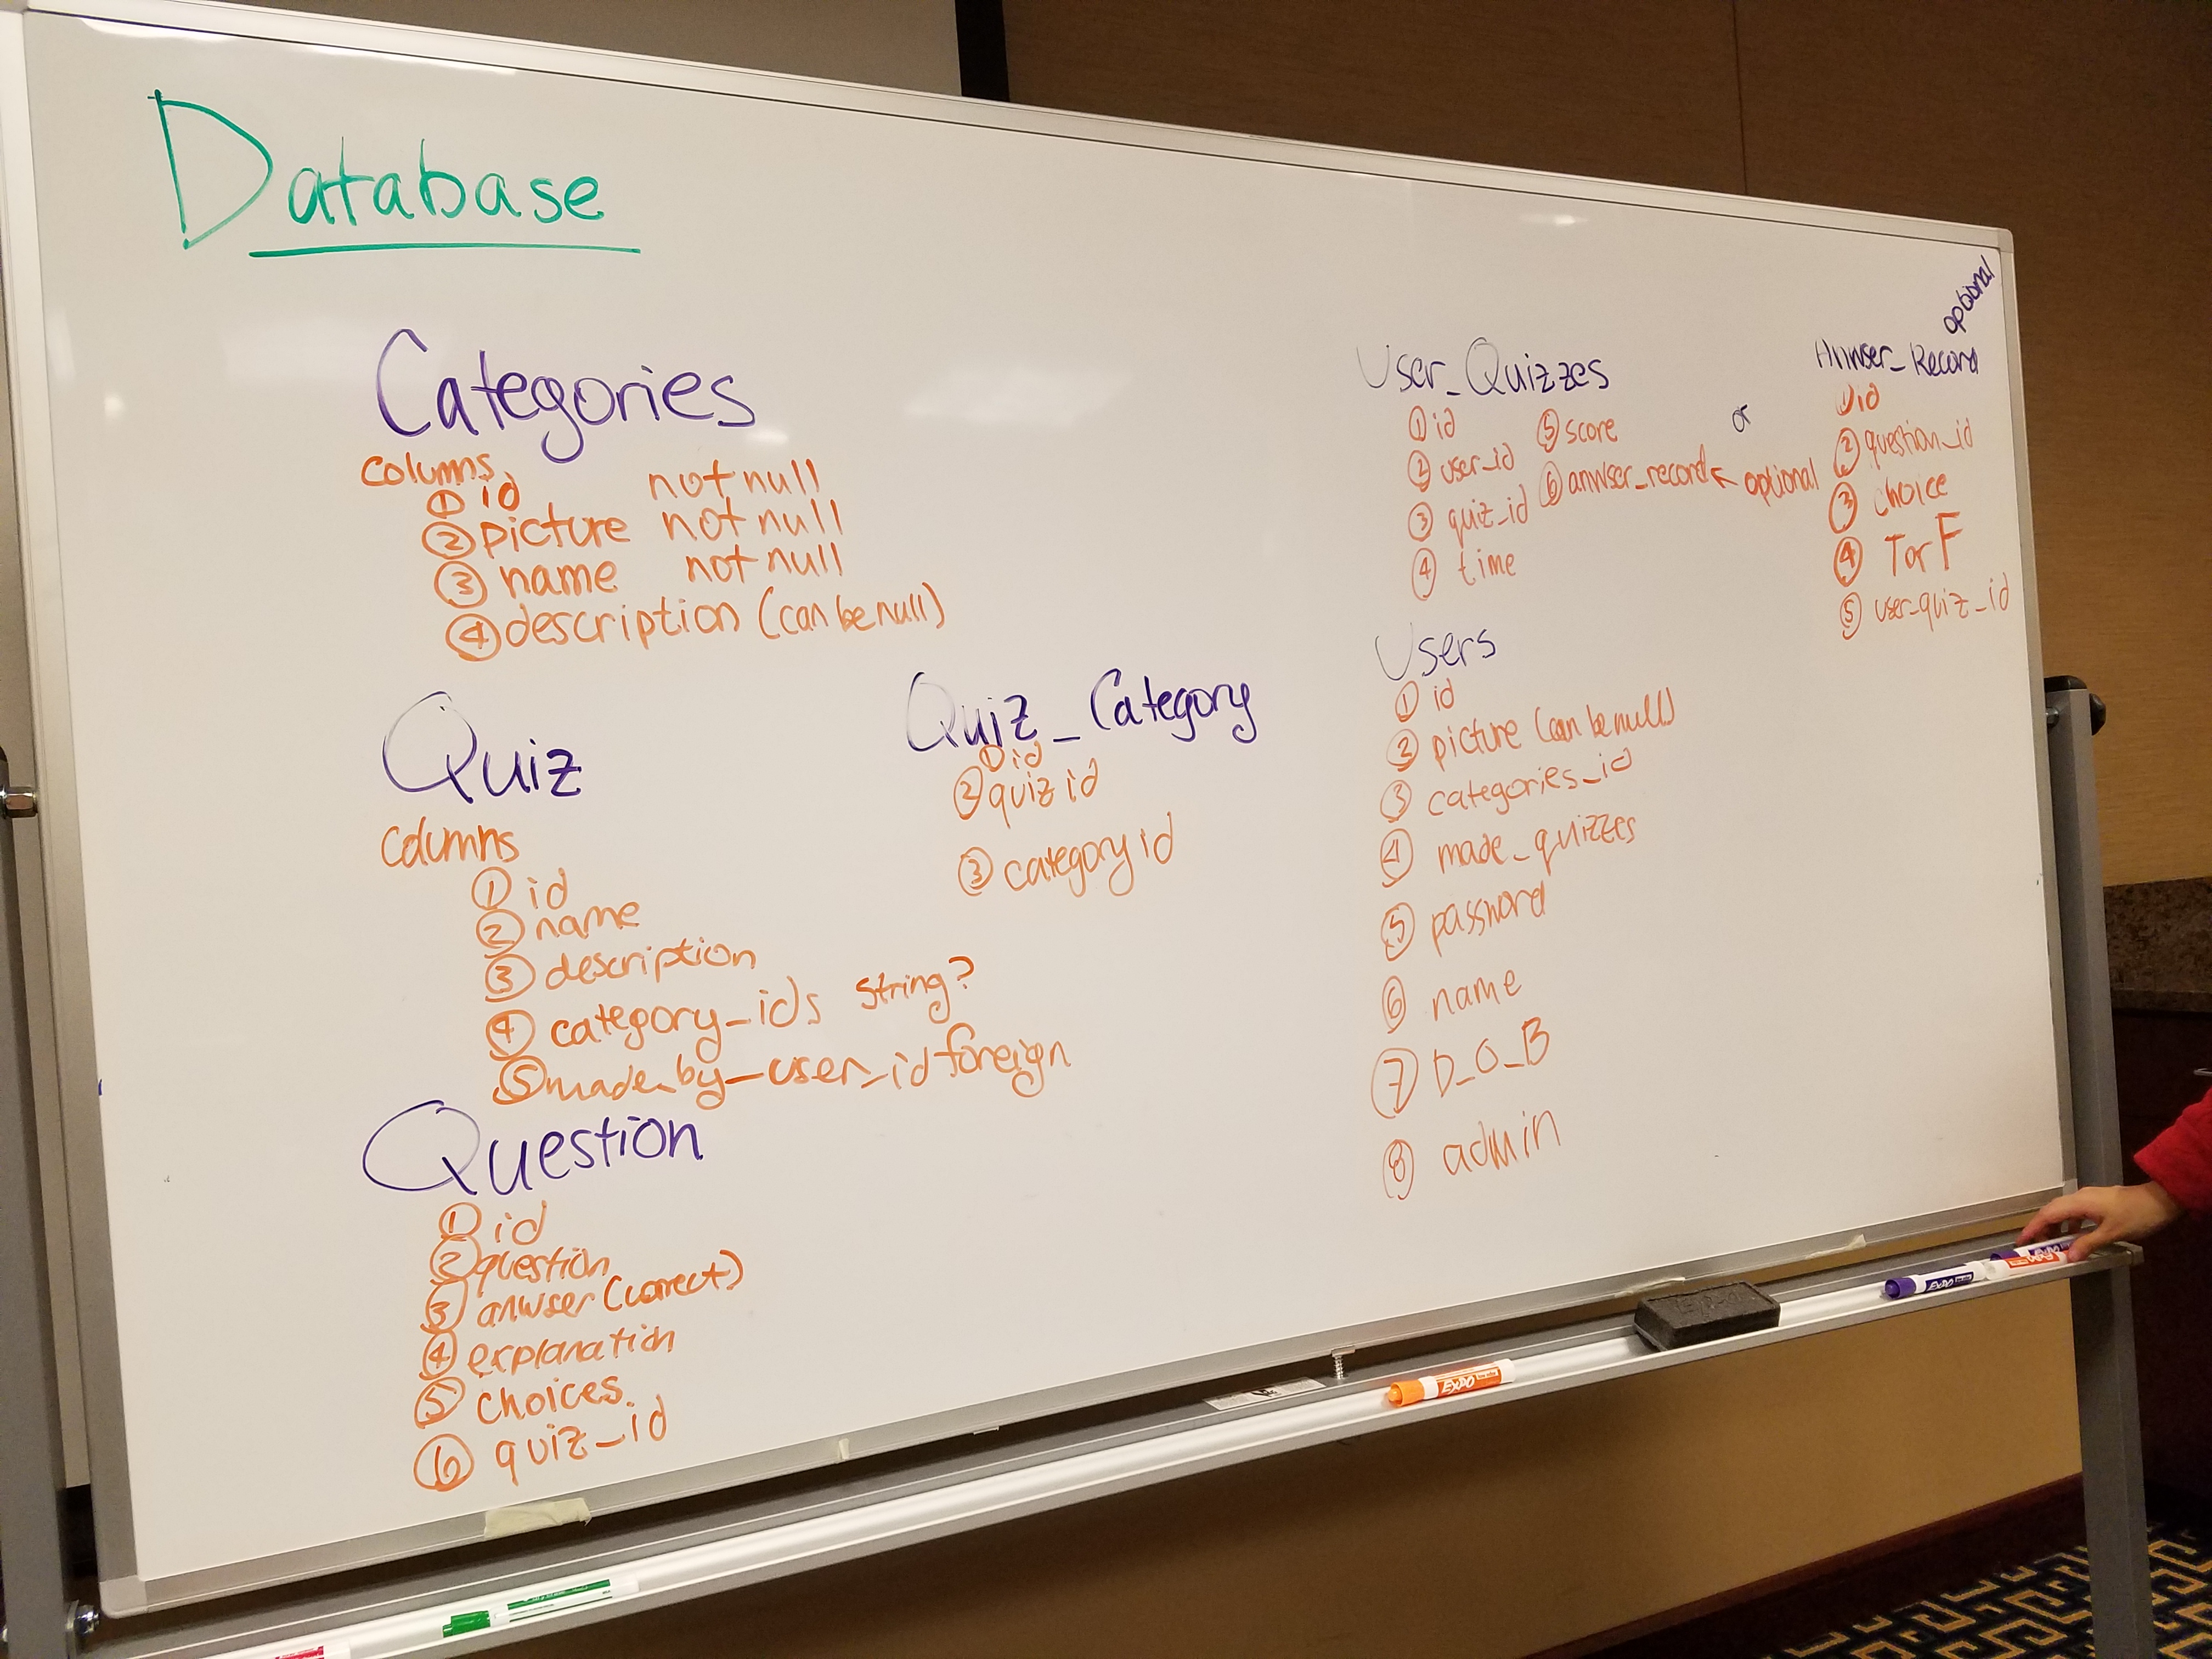 Database
Categories
columns
① id not null
② picture not null
③ name not null
④ description (can be null)
Quiz
columns
① id
② name
③ description
④ category_ids string?
⑤ made_by_user_id foreign
Question
① id
② question
③ anwser (correct)
④ explanation
⑤ choices
⑥ quiz_id
Quiz_Category
① id
② quiz id
③ category id
User_Quizzes
① id
② user_id
③ quiz_id
④ time
⑤ score
⑥ anwser_record ← optional
or
optional
Anwser_Record
① id
② question_id
③ choice
④ T or F
⑤ user_quiz_id
Users
① id
② picture (can be null)
③ categories_id
④ made_quizzes
⑤ password
⑥ name
⑦ D_O_B
⑧ admin
EXPO
EXPO